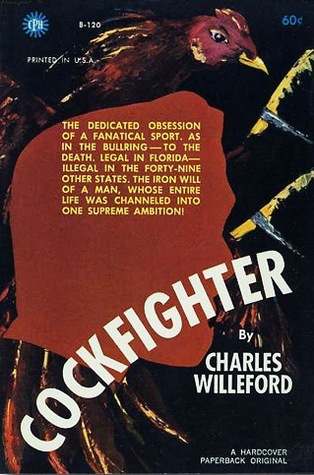 CPH
B-120
60¢
PRINTED IN U.S.A.
THE DEDICATED OBSESSION
OF A FANATICAL SPORT. AS
IN THE BULLRING—TO THE
DEATH. LEGAL IN FLORIDA—
ILLEGAL IN THE FORTY-NINE
OTHER STATES. THE IRON WILL
OF A MAN, WHOSE ENTIRE
LIFE WAS CHANNELED INTO
ONE SUPREME AMBITION!
COCKFIGHTER
By
CHARLES
WILLEFORD
A HARDCOVER
PAPERBACK ORIGINAL